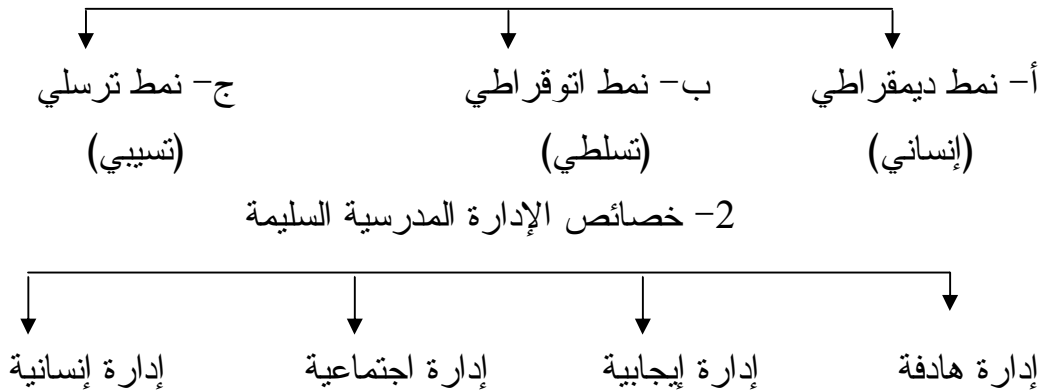 أ- نمط ديمقراطي ب- نمط اتوقراطي ج- نمط ترسلي
(إنساني) (تسلطي) (تسيبي)
2- خصائص الإدارة المدرسية السليمة
إدارة هادفة إدارة إيجابية إدارة اجتماعية إدارة إنسانية